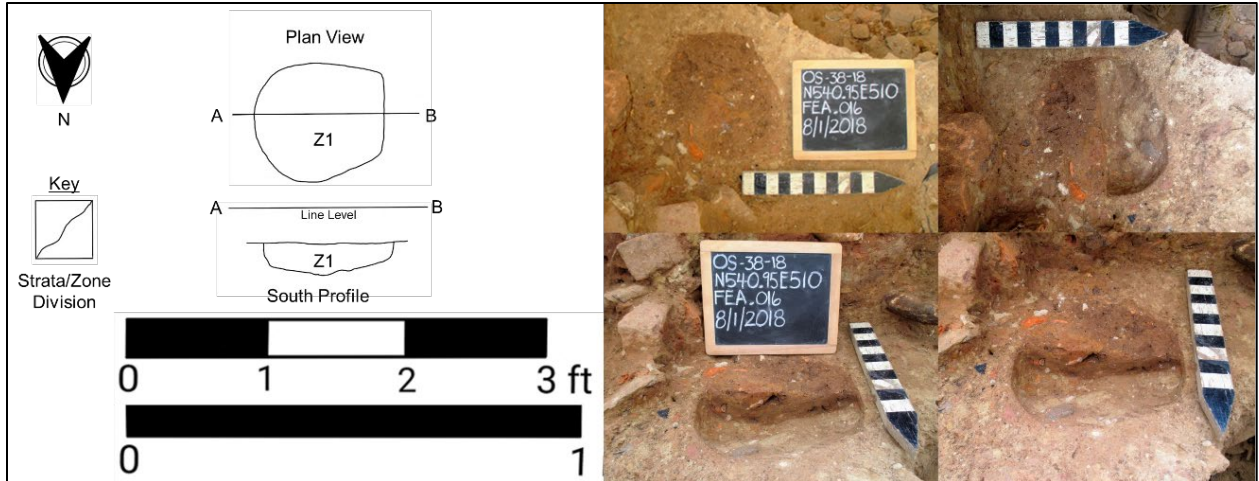 N
Key
Strata/Zone
Division
Plan View
A
B
Z1
A
B
Line Level
Z1
South Profile
0
1
2
3 ft
0
1
OS-38-18
N540.95E510
FEA.016
8/1/2018
OS-38-18
N540.95E510
FEA.016
8/1/2018